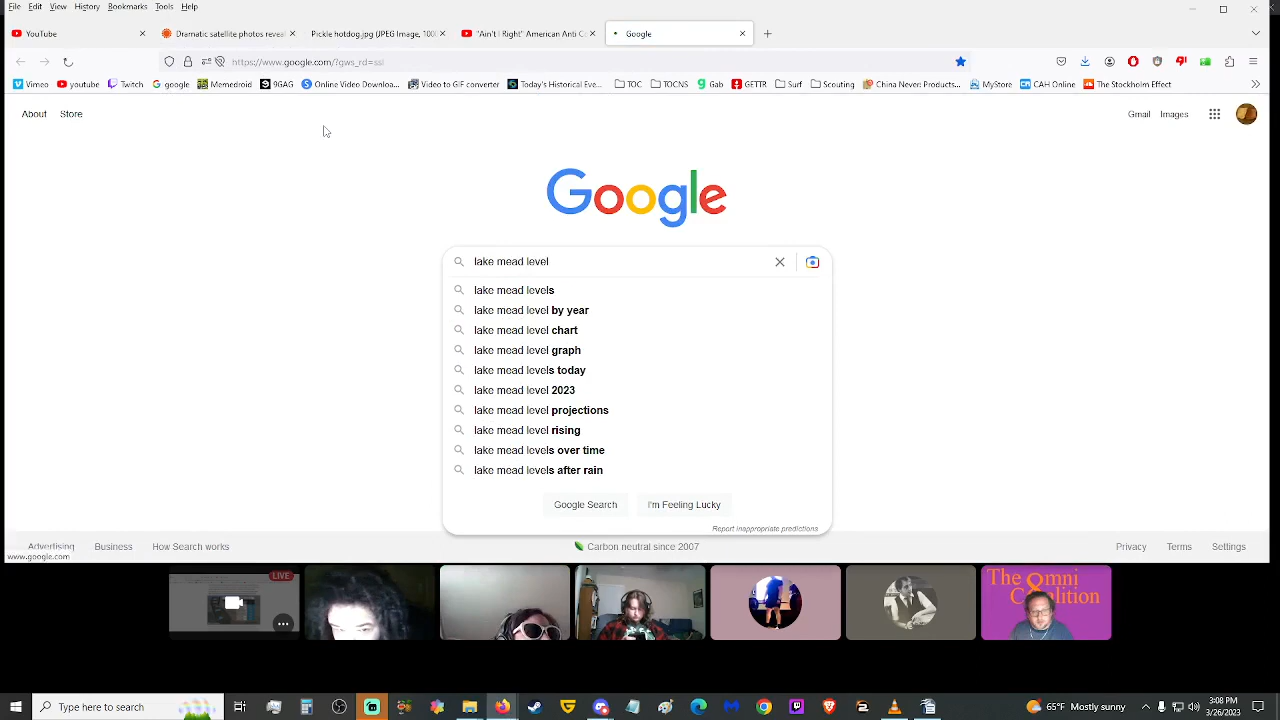 File Edit View History Bookmarks Tools Help
YouTube
Dramatic satellite photos reveal
Pickle hotdog.jpg (JPEG Image, 100
"Ain't I Right" American Anti C
Google
https://www.google.com/?gws_rd=ssl
Vimeo youtube Twitch google Memedroid 9GAG Online Video Downloa... Video to GIF converter Today's Historical Eve... TOC TOCNS Gab GETTR Surf Scouting China Never: Products... MyStore CAH Online The Stockholm Effect
About Store
Gmail Images
Google
lake mead level
lake mead levels
lake mead level by year
lake mead level chart
lake mead level graph
lake mead levels today
lake mead level 2023
lake mead level projections
lake mead level rising
lake mead levels over time
lake mead levels after rain
Google Search I'm Feeling Lucky
Report inappropriate predictions
Advertising Business How Search works
Carbon neutral since 2007
Privacy Terms Settings
www.google.com
LIVE
The Omni
Coalition
Type here to search
65°F Mostly sunny
3:08 PM
3/26/2023